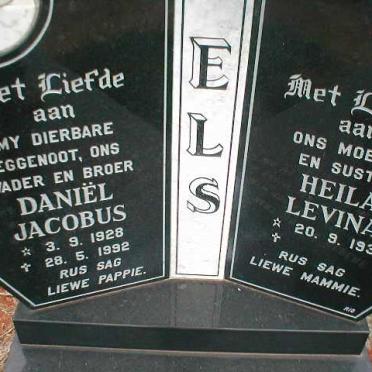 et Liefde
aan
MY DIERBARE
EGGENOOT, ONS
VADER EN BROER
DANIËL
JACOBUS
☆ 3. 9. 1928
✝ 28. 5. 1992
RUS SAG
LIEWE PAPPIE.
ELS
Met L
aa
ONS MOE
EN SUST
HEILA
LEVINA
☆ 20. 9. 193
✝
RUS SAG
LIEWE MAMMIE.